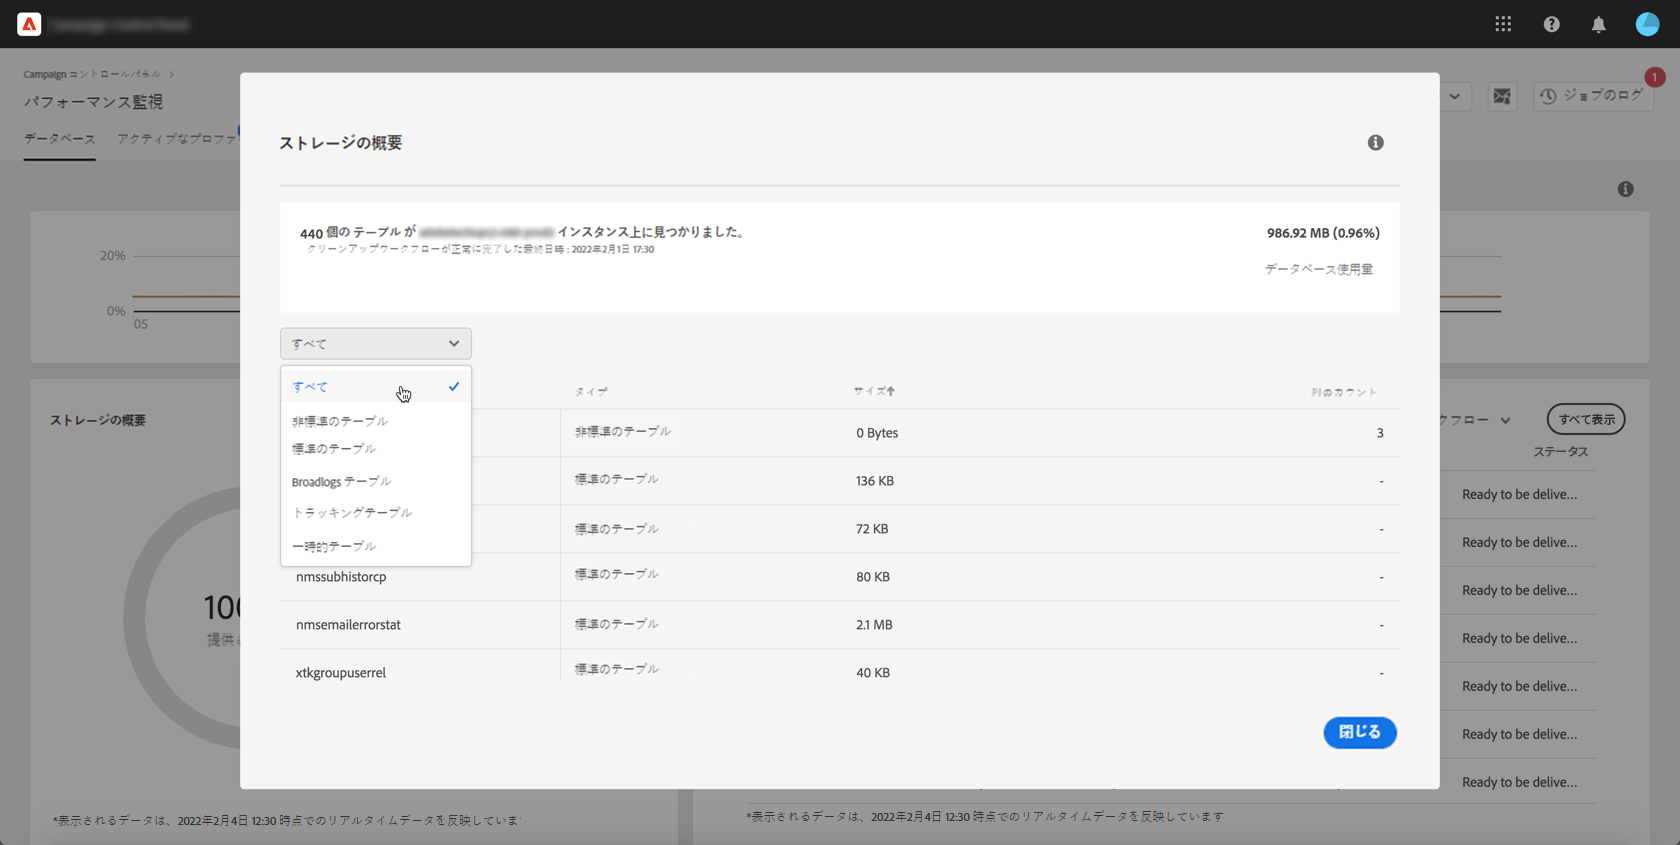 Campaign コントロールパネル
パフォーマンス監視
データベース
アクティブなプロファ
1
ジョブのログ
20%
0%
05
ストレージの概要
100
提供
*表示されるデータは、2022年2月4日 12:30 時点でのリアルタイムデータを反映していま
ストレージの概要
440 個の テーブル が
インスタンス上に見つかりました。
クリーンアップワークフローが正常に完了した最終日時 : 2022年2月1日 17:30
986.92 MB (0.96%)
データベース使用量
すべて
すべて
非標準のテーブル
標準のテーブル
Broadlogs テーブル
トラッキングテーブル
一時的テーブル
タイプ サイズ 列のカウント
非標準のテーブル 0 Bytes 3
標準のテーブル 136 KB -
標準のテーブル 72 KB -
nmssubhistorcp 標準のテーブル 80 KB -
nmsemailerrorstat 標準のテーブル 2.1 MB -
xtkgroupuserrel 標準のテーブル 40 KB -
閉じる
クフロー
すべて表示
ステータス
Ready to be delive...
Ready to be delive...
Ready to be delive...
Ready to be delive...
Ready to be delive...
Ready to be delive...
Ready to be delive...
*表示されるデータは、2022年2月4日 12:30 時点でのリアルタイムデータを反映しています